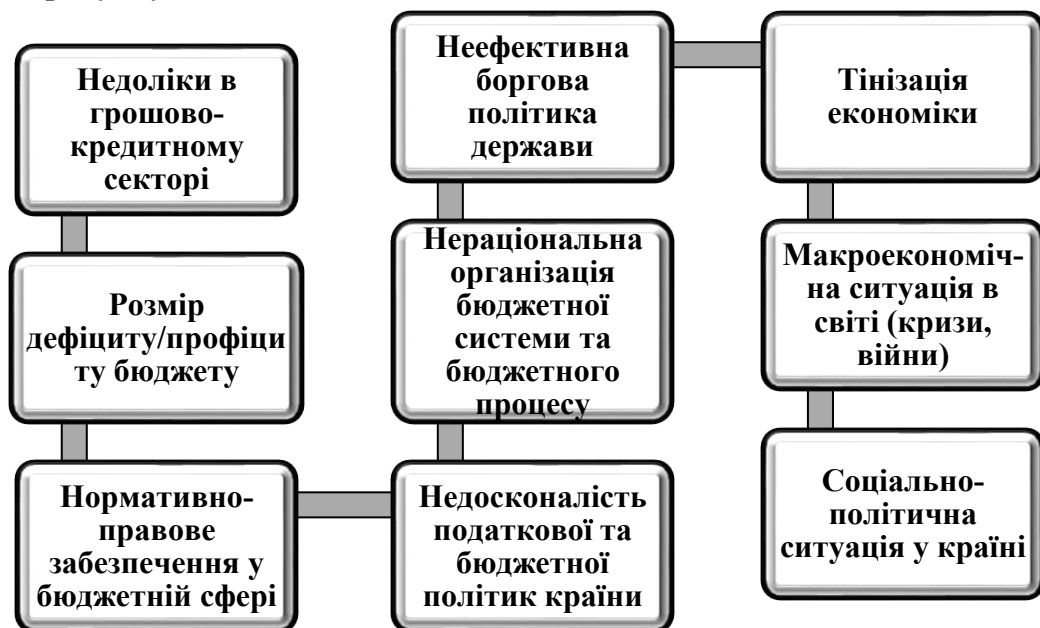 Недоліки в
грошово-
кредитному
секторі
Розмір
дефіциту/профіци
ту бюджету
Нормативно-
правове
забезпечення у
бюджетній сфері
Недосконалість
податкової та
бюджетної
політик країни
Нераціональна
організація
бюджетної
системи та
бюджетного
процесу
Неефективна
боргова
політика
держави
Тінізація
економіки
Макроекономіч-
на ситуація в
світі (кризи,
війни)
Соціально-
політична
ситуація у країні